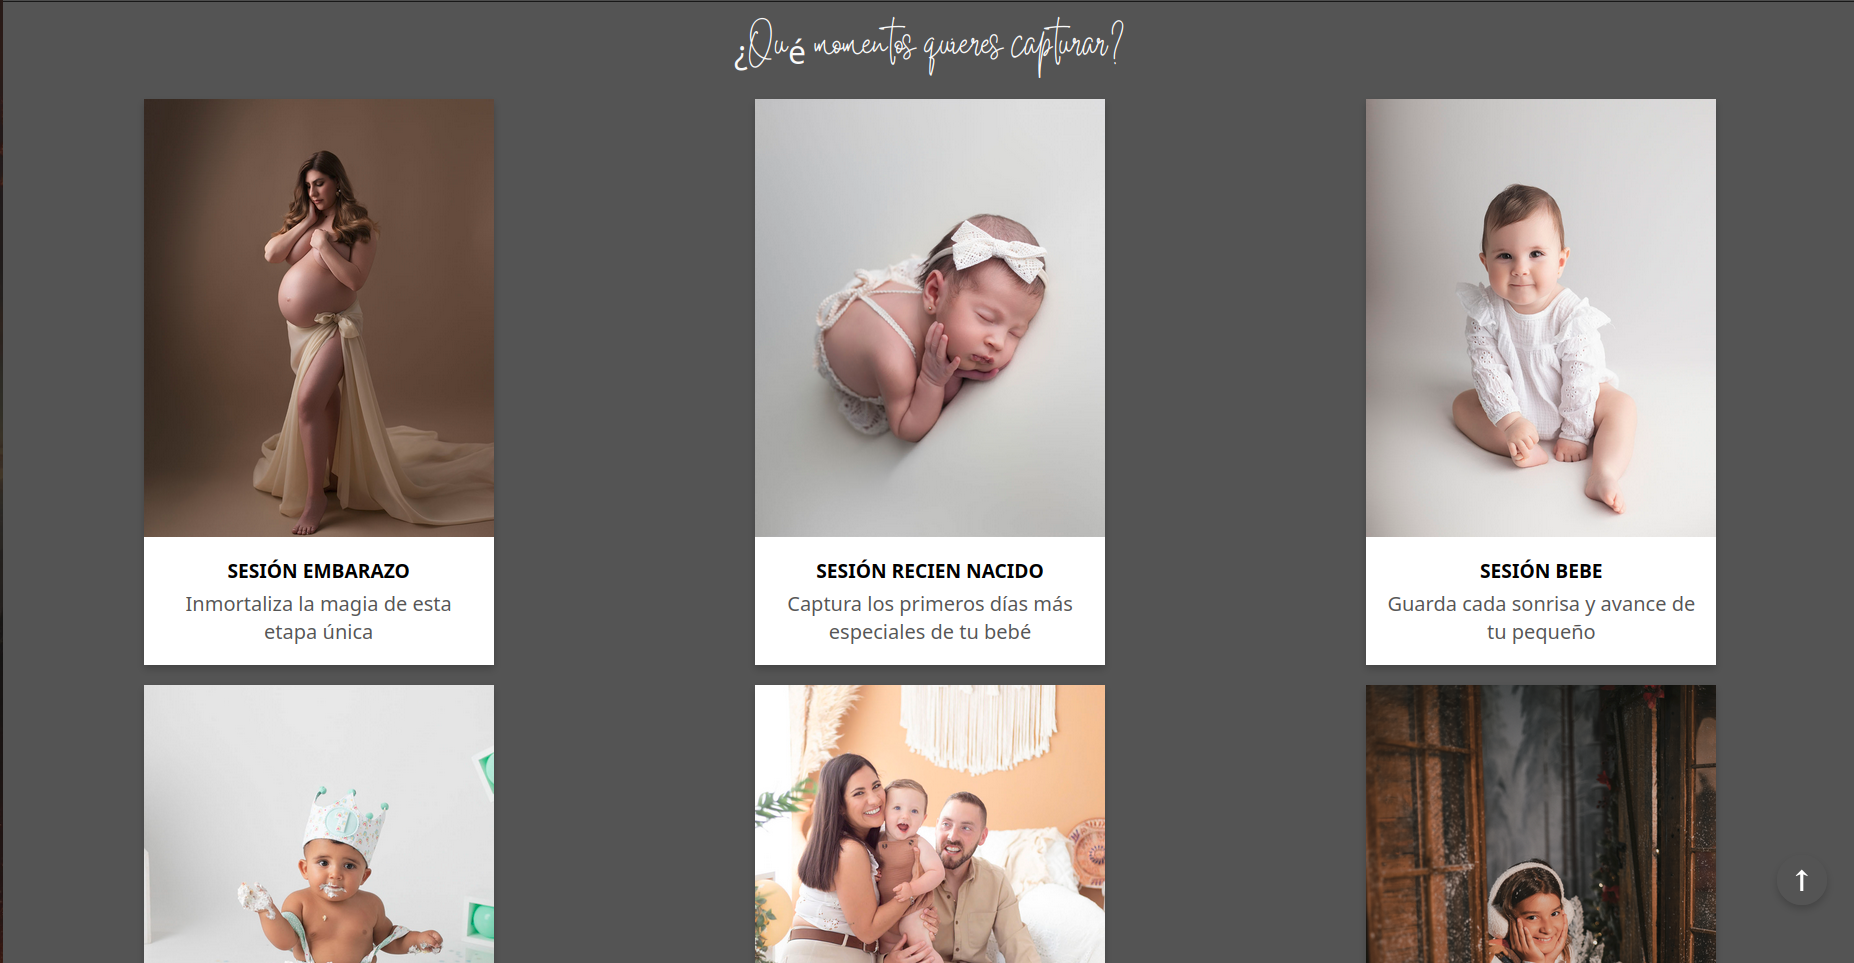 ¿Qué momentos quieres capturar?
SESIÓN EMBARAZO
Inmortaliza la magia de esta
etapa única
SESIÓN RECIEN NACIDO
Captura los primeros días más
especiales de tu bebé
SESIÓN BEBE
Guarda cada sonrisa y avance de
tu pequeño
1